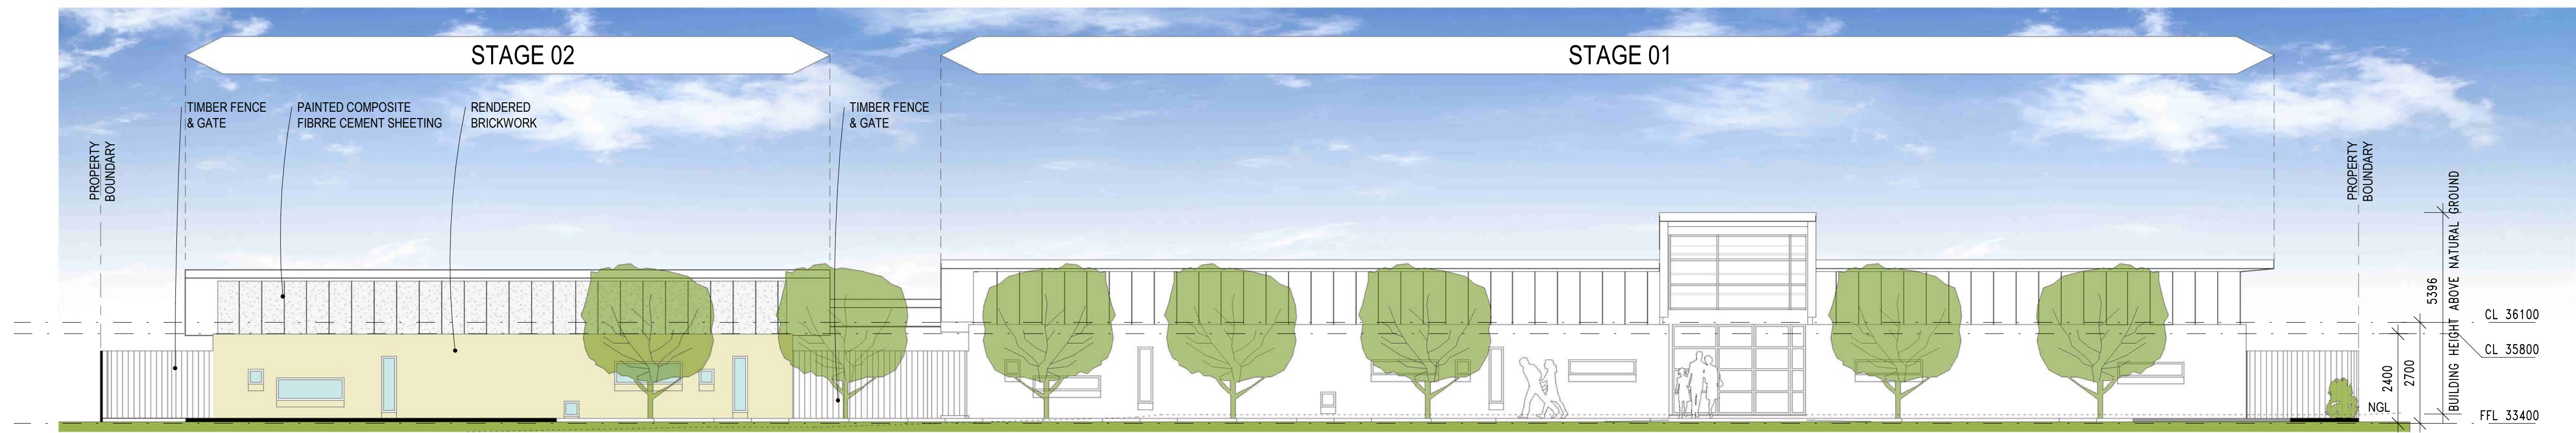 STAGE 02
STAGE 01
TIMBER FENCE
& GATE
PAINTED COMPOSITE
FIBRRE CEMENT SHEETING
RENDERED
BRICKWORK
TIMBER FENCE
& GATE
PROPERTY
BOUNDARY
PROPERTY
BOUNDARY
5396
BUILDING HEIGHT ABOVE NATURAL GROUND
CL 36100
CL 35800
2400
2700
NGL
FFL 33400